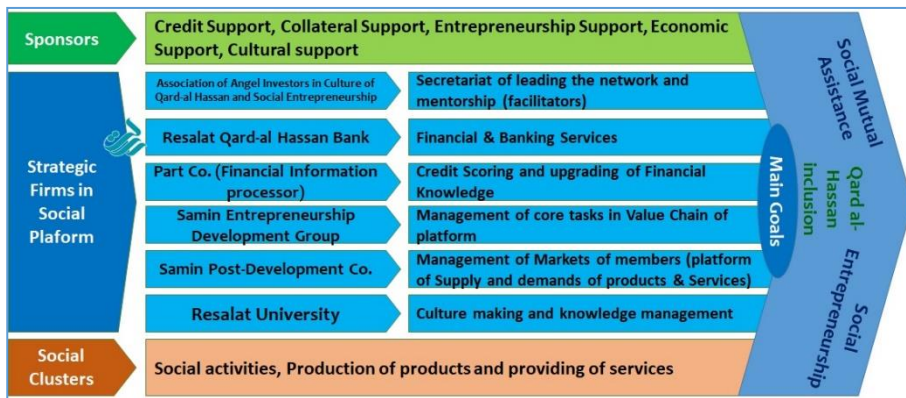 Sponsors
Credit Support, Collateral Support, Entrepreneurship Support, Economic
Support, Cultural support
Strategic
Firms in
Social
Plaform
Association of Angel Investors in Culture of
Qard-al Hassan and Social Entrepreneurship
Secretariat of leading the network and
mentorship (facilitators)
Resalat Qard-al Hassan Bank
Financial & Banking Services
Part Co. (Financial Information
processor)
Credit Scoring and upgrading of Financial
Knowledge
Samin Entrepreneurship
Development Group
Management of core tasks in Value Chain of
platform
Samin Post-Development Co.
Management of Markets of members (platform
of Supply and demands of products & Services)
Resalat University
Culture making and knowledge management
Social
Clusters
Social activities, Production of products and providing of services
Main Goals
Social Mutual
Assistance
Qard al-
Hassan
inclusion
Social
Entrepreneurship